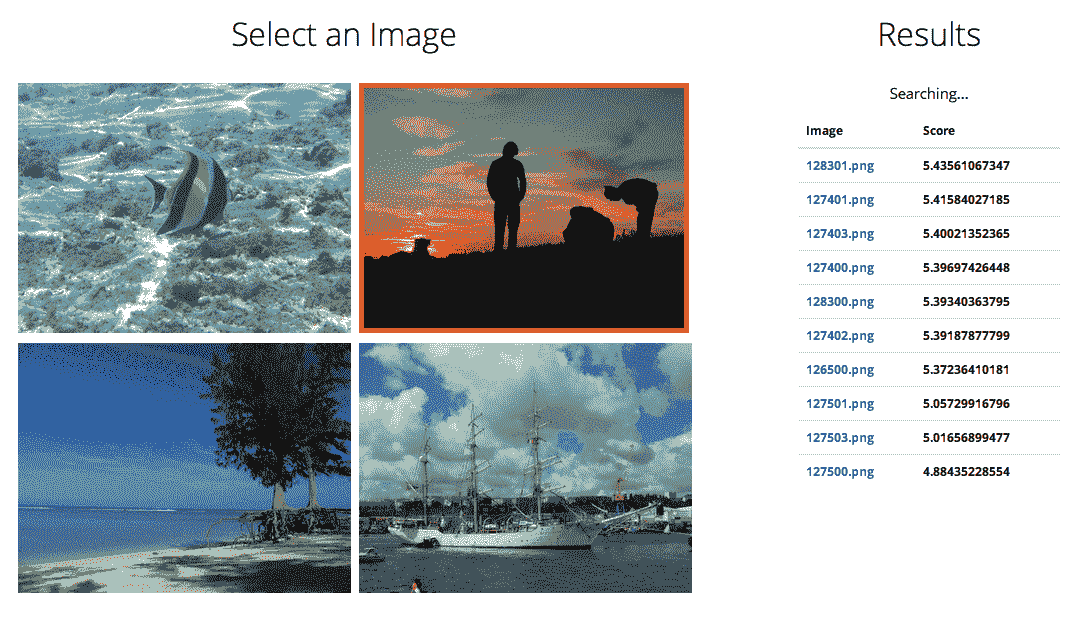 Select an Image
Results
Searching...
Image Score
128301.png 5.43561067347
127401.png 5.41584027185
127403.png 5.40021352365
127400.png 5.39697426448
128300.png 5.39340363795
127402.png 5.39187877799
126500.png 5.37236410181
127501.png 5.05729916796
127503.png 5.01656899477
127500.png 4.88435228554